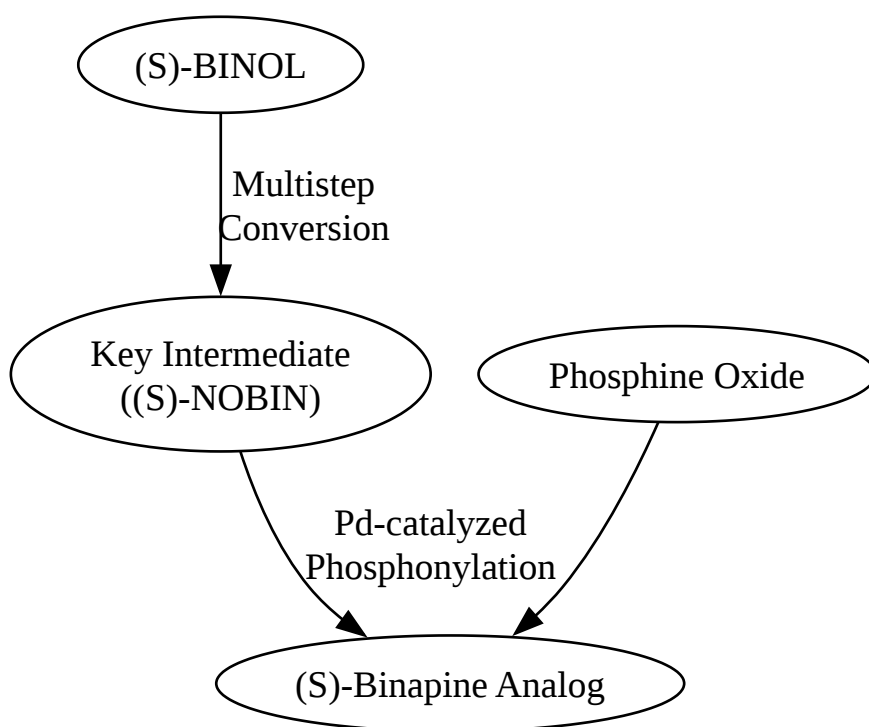 (S)-BINOL
Multistep
Conversion
Key Intermediate
((S)-NOBIN)
Phosphine Oxide
Pd-catalyzed
Phosphonylation
(S)-Binapine Analog